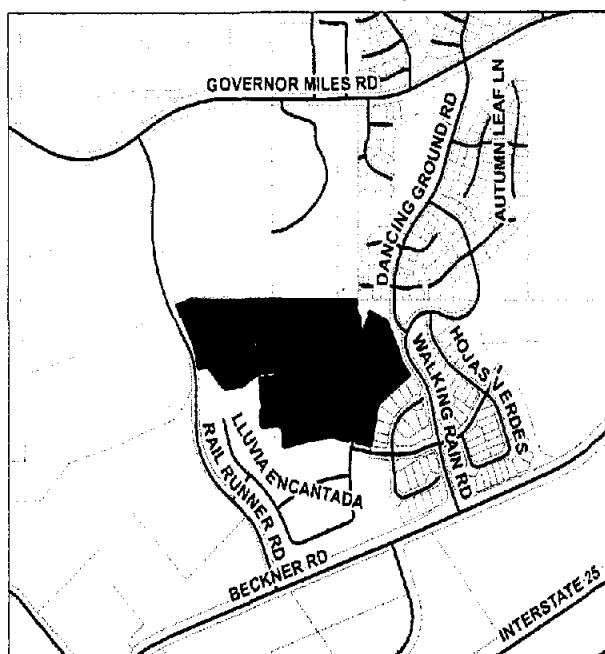 GOVERNOR MILES RD
AUTUMN LEAF LN
DANCING GROUND RD
HOJAS VERDES
WALKING RAIN RD
LLUVIA ENCANTADA
RAIL RUNNER RD
BECKNER RD
INTERSTATE 25